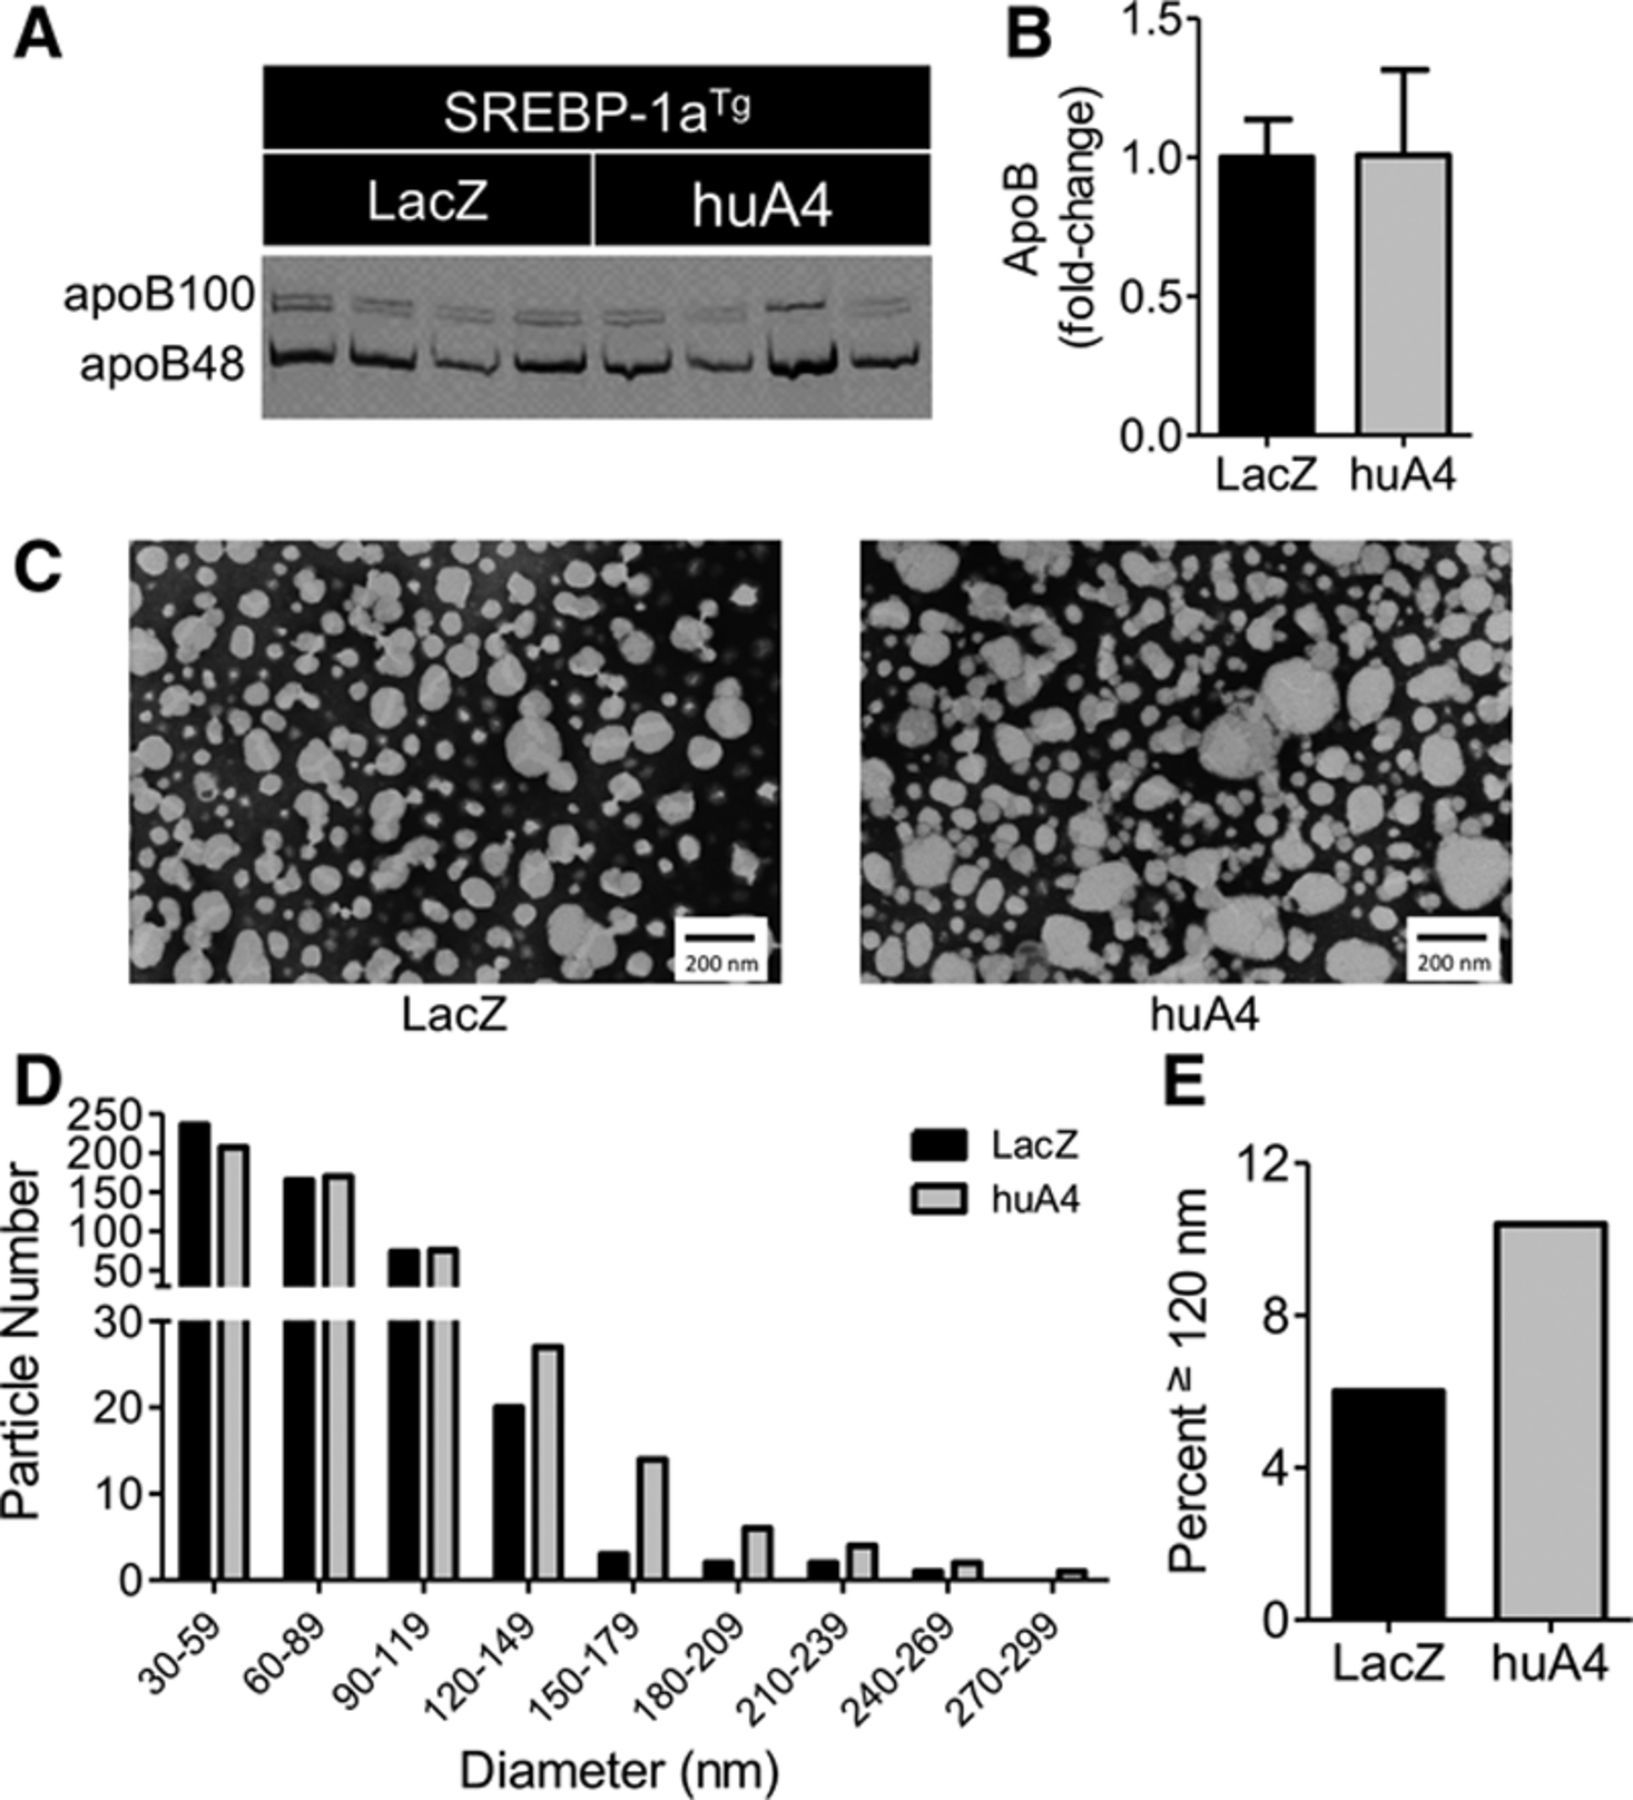 A
SREBP-1aTg
LacZ huA4
apoB100
apoB48
B
ApoB
(fold-change)
1.5
1.0
0.5
0.0
LacZ huA4
C
200 nm
200 nm
LacZ
huA4
D
Particle Number
250
200
150
100
50
30
20
10
0
LacZ
huA4
30-59
60-89
90-119
120-149
150-179
180-209
210-239
240-269
270-299
Diameter (nm)
E
Percent ≥ 120 nm
12
8
4
0
LacZ huA4